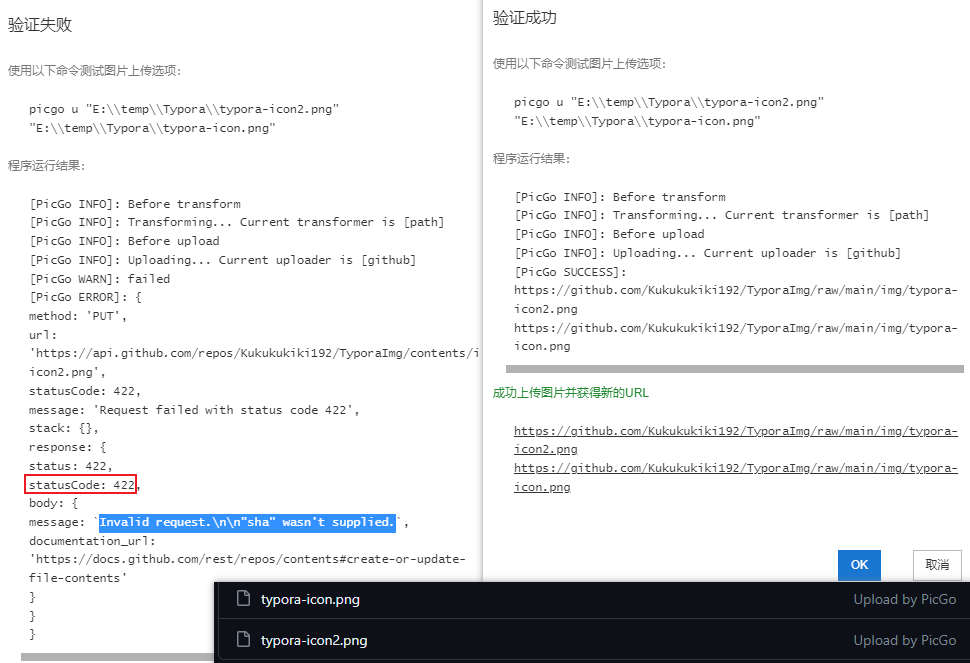 验证失败
使用以下命令测试图片上传选项:
picgo u "E:\\temp\\Typora\\typora-icon2.png"
"E:\\temp\\Typora\\typora-icon.png"
程序运行结果:
[PicGo INFO]: Before transform
[PicGo INFO]: Transforming... Current transformer is [path]
[PicGo INFO]: Before upload
[PicGo INFO]: Uploading... Current uploader is [github]
[PicGo WARN]: failed
[PicGo ERROR]: {
method: 'PUT',
url:
'https://api.github.com/repos/Kukukukiki192/TyporaImg/contents/i
icon2.png',
statusCode: 422,
message: 'Request failed with status code 422',
stack: {},
response: {
status: 422,
statusCode: 422,
body: {
message: `Invalid request.\n\n"sha" wasn't supplied.`,
documentation_url:
'https://docs.github.com/rest/repos/contents#create-or-update-
file-contents'
}
}
}
验证成功
使用以下命令测试图片上传选项:
picgo u "E:\\temp\\Typora\\typora-icon2.png"
"E:\\temp\\Typora\\typora-icon.png"
程序运行结果:
[PicGo INFO]: Before transform
[PicGo INFO]: Transforming... Current transformer is [path]
[PicGo INFO]: Before upload
[PicGo INFO]: Uploading... Current uploader is [github]
[PicGo SUCCESS]:
https://github.com/Kukukukiki192/TyporaImg/raw/main/img/typora-
icon2.png
https://github.com/Kukukukiki192/TyporaImg/raw/main/img/typora-
icon.png
成功上传图片并获得新的URL
https://github.com/Kukukukiki192/TyporaImg/raw/main/img/typora-
icon2.png
https://github.com/Kukukukiki192/TyporaImg/raw/main/img/typora-
icon.png
OK 取消
typora-icon.png Upload by PicGo
typora-icon2.png Upload by PicGo